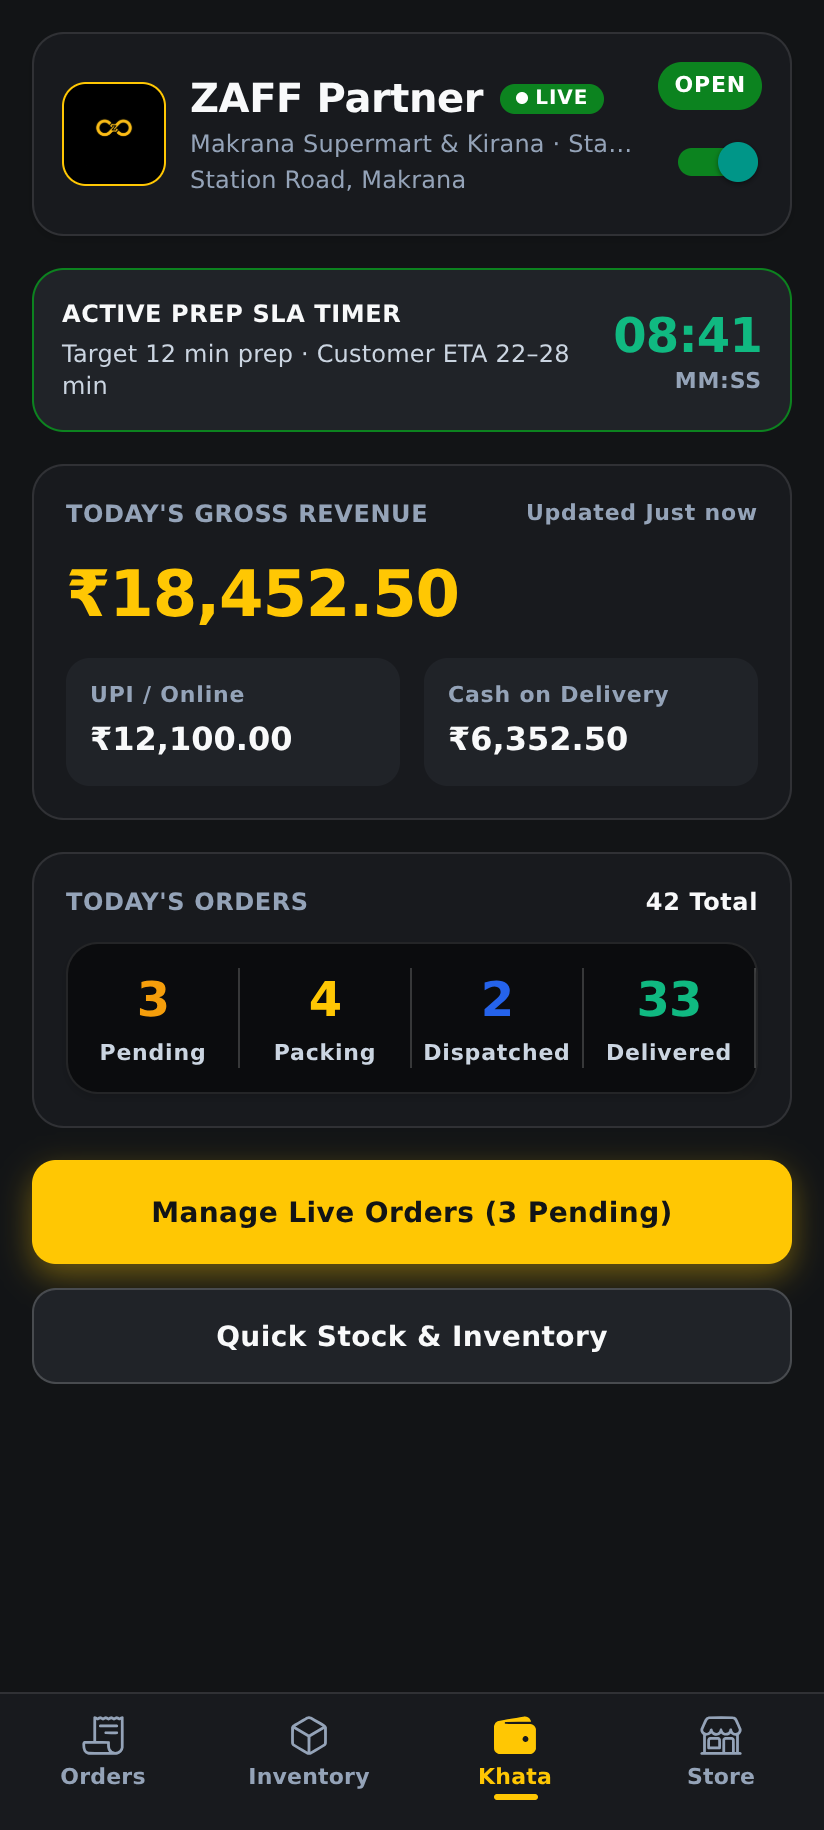 ZAFF Partner
LIVE
OPEN
Makrana Supermart & Kirana · Sta...
Station Road, Makrana
ACTIVE PREP SLA TIMER
08:41
Target 12 min prep · Customer ETA 22–28
min
MM:SS
TODAY'S GROSS REVENUE
Updated Just now
₹18,452.50
UPI / Online
Cash on Delivery
₹12,100.00
₹6,352.50
TODAY'S ORDERS
42 Total
3
4
2
33
Pending
Packing
Dispatched
Delivered
Manage Live Orders (3 Pending)
Quick Stock & Inventory
Orders
Inventory
Khata
Store